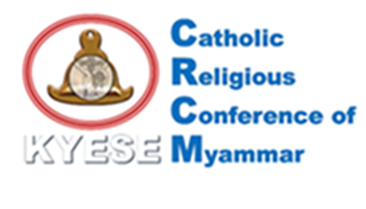 Catholic
Religious
Conference of
Myammar
KYESE